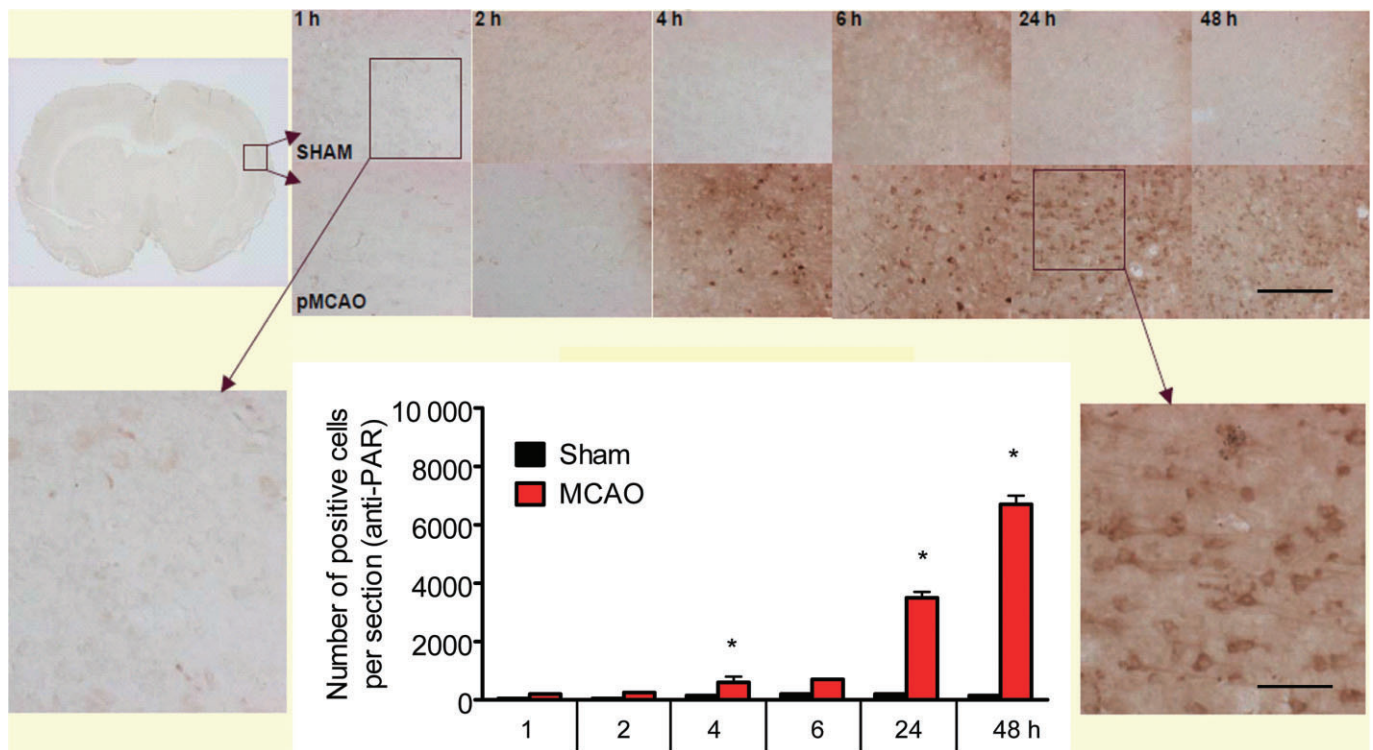 1 h 2 h 4 h 6 h 24 h 48 h
SHAM
pMCAO
Number of positive cells
per section (anti-PAR)
10 000
8000
6000
4000
2000
0
Sham
MCAO
*
*
*
1 2 4 6 24 48 h